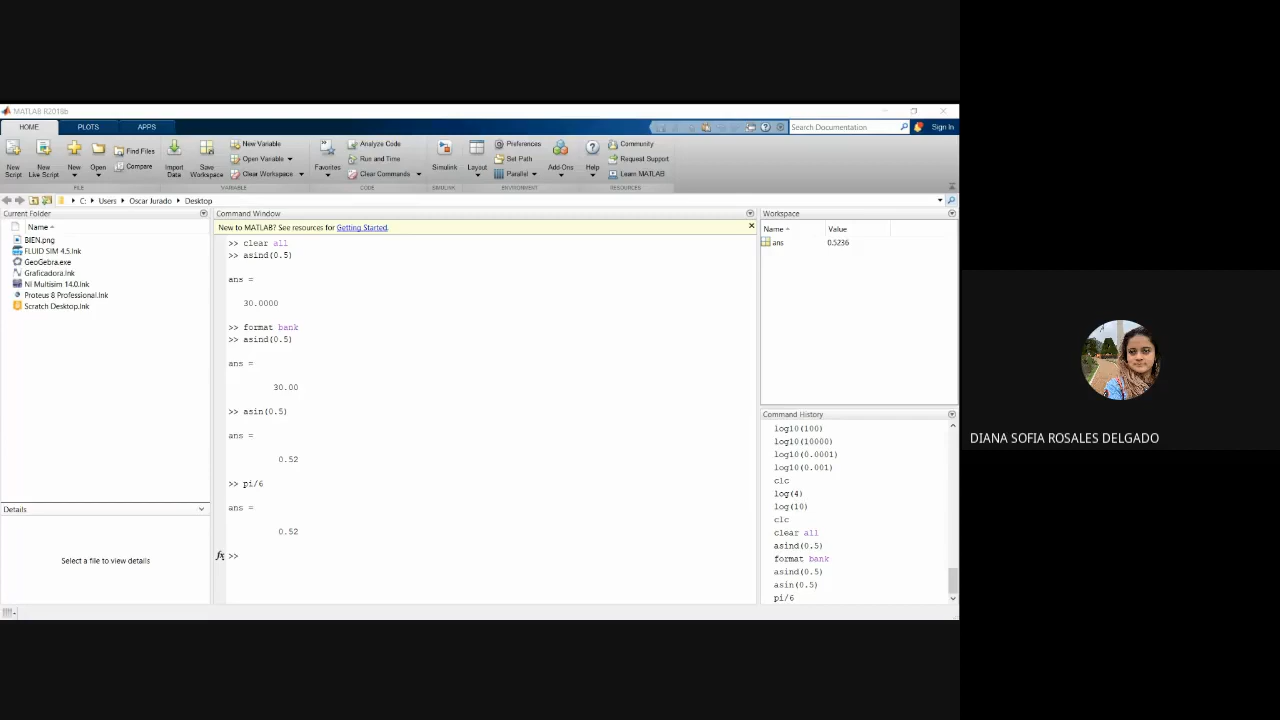 MATLAB R2018b
HOME PLOTS APPS
Search Documentation
Sign In
New Script
New Live Script
New
Open
Find Files
Compare
Import Data
Save Workspace
New Variable
Open Variable
Clear Workspace
Favorites
Analyze Code
Run and Time
Clear Commands
Simulink
Layout
Preferences
Set Path
Parallel
Add-Ons
Help
Community
Request Support
Learn MATLAB
FILE VARIABLE CODE SIMULINK ENVIRONMENT RESOURCES
C: Users Oscar Jurado Desktop
Current Folder
Name
BIEN.png
FLUID SIM 4.5.lnk
GeoGebra.exe
Graficadora.lnk
NI Multisim 14.0.lnk
Proteus 8 Professional.lnk
Scratch Desktop.lnk
Details
Select a file to view details
Command Window
New to MATLAB? See resources for Getting Started.
>> clear all
>> asind(0.5)
ans =
30.0000
>> format bank
>> asind(0.5)
ans =
30.00
>> asin(0.5)
ans =
0.52
>> pi/6
ans =
0.52
fx >>
Workspace
Name Value
ans 0.5236
Command History
log10(100)
log10(10000)
log10(0.0001)
log10(0.001)
clc
log(4)
log(10)
clc
clear all
asind(0.5)
format bank
asind(0.5)
asin(0.5)
pi/6
DIANA SOFIA ROSALES DELGADO